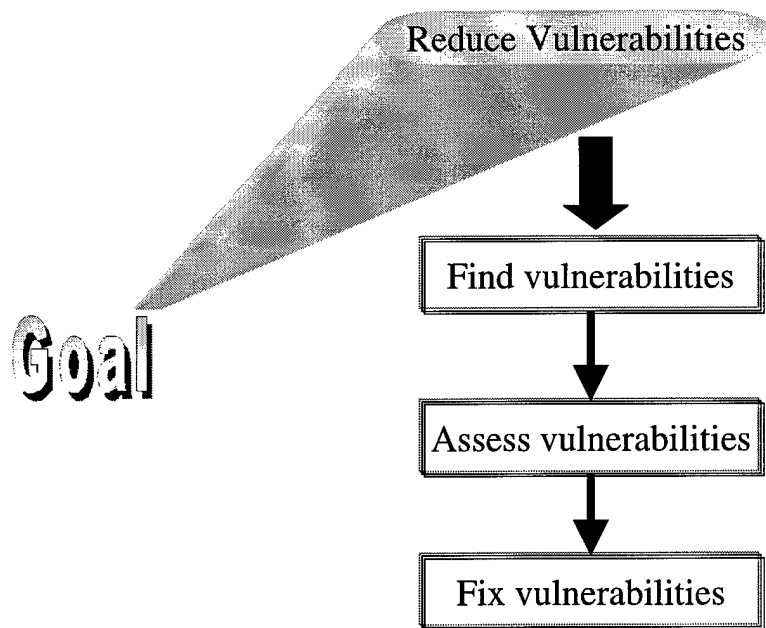 Reduce Vulnerabilities
Find vulnerabilities
Goal
Assess vulnerabilities
Fix vulnerabilities